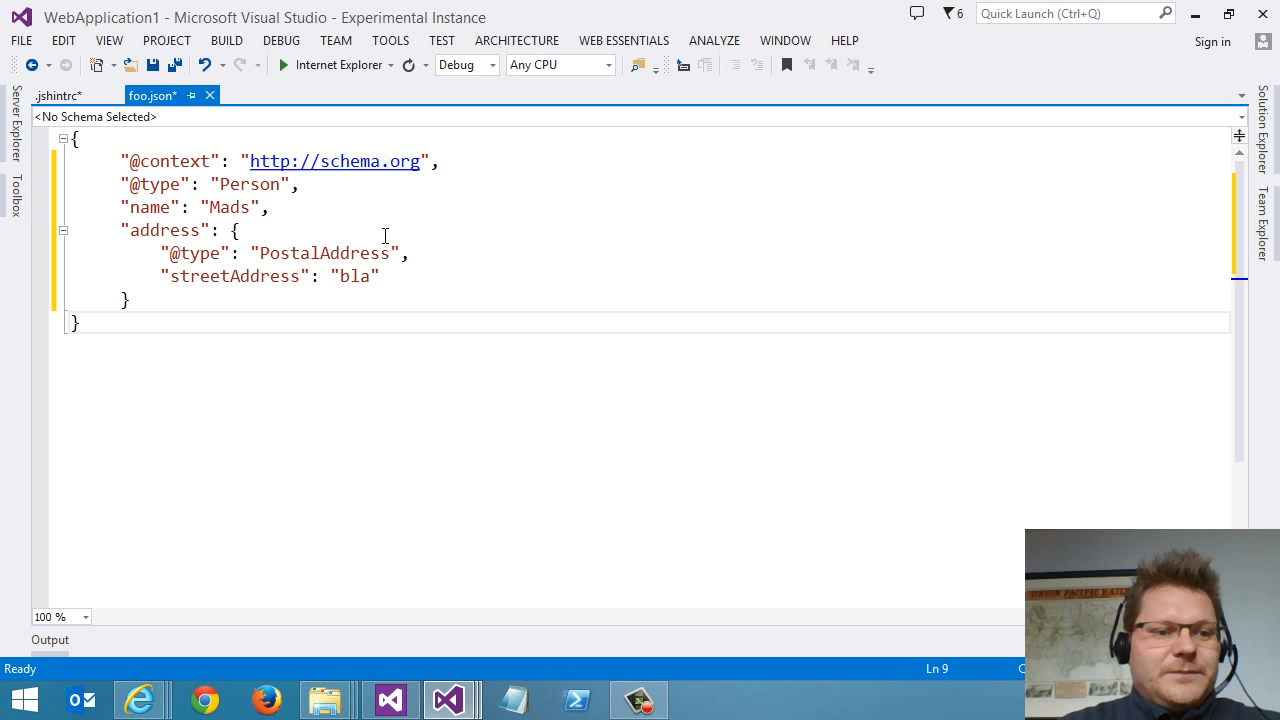 WebApplication1 - Microsoft Visual Studio - Experimental Instance
6
Quick Launch (Ctrl+Q)
FILE EDIT VIEW PROJECT BUILD DEBUG TEAM TOOLS TEST ARCHITECTURE WEB ESSENTIALS ANALYZE WINDOW HELP
Sign in
Internet Explorer
Debug
Any CPU
Server Explorer
Toolbox
.jshintrc*
foo.json*
<No Schema Selected>
{
"@context": "http://schema.org",
"@type": "Person",
"name": "Mads",
"address": {
"@type": "PostalAddress",
"streetAddress": "bla"
}
}
Solution Explorer
Team Explorer
100 %
Output
Ready
Ln 9
UNION PACIFIC